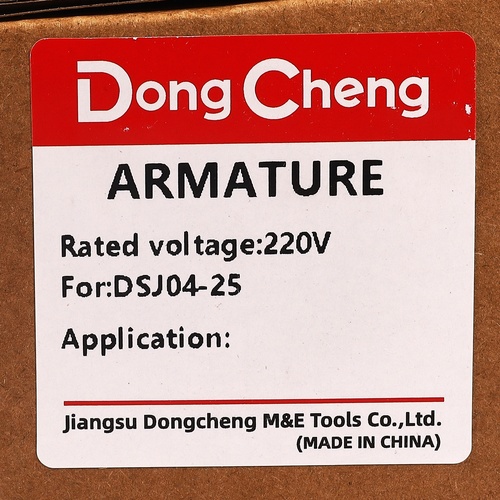 Dong Cheng
ARMATURE
Rated voltage:220V
For:DSJ04-25
Application:
Jiangsu Dongcheng M&E Tools Co.,Ltd.
(MADE IN CHINA)